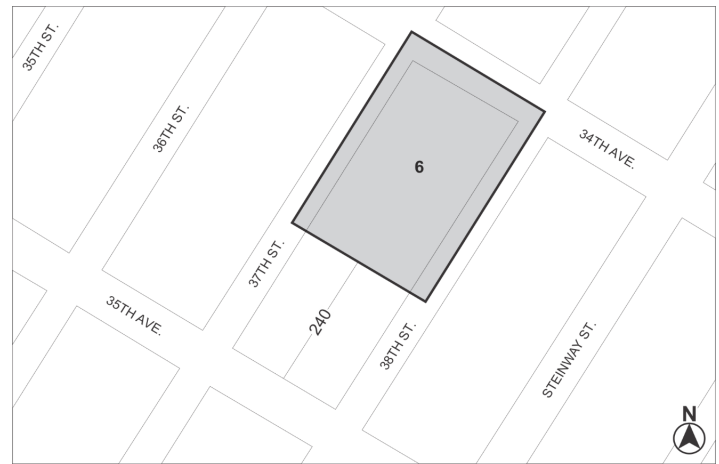 35TH ST.
36TH ST.
34TH AVE.
6
37TH ST.
35TH AVE.
240
38TH ST.
STEINWAY ST.
N